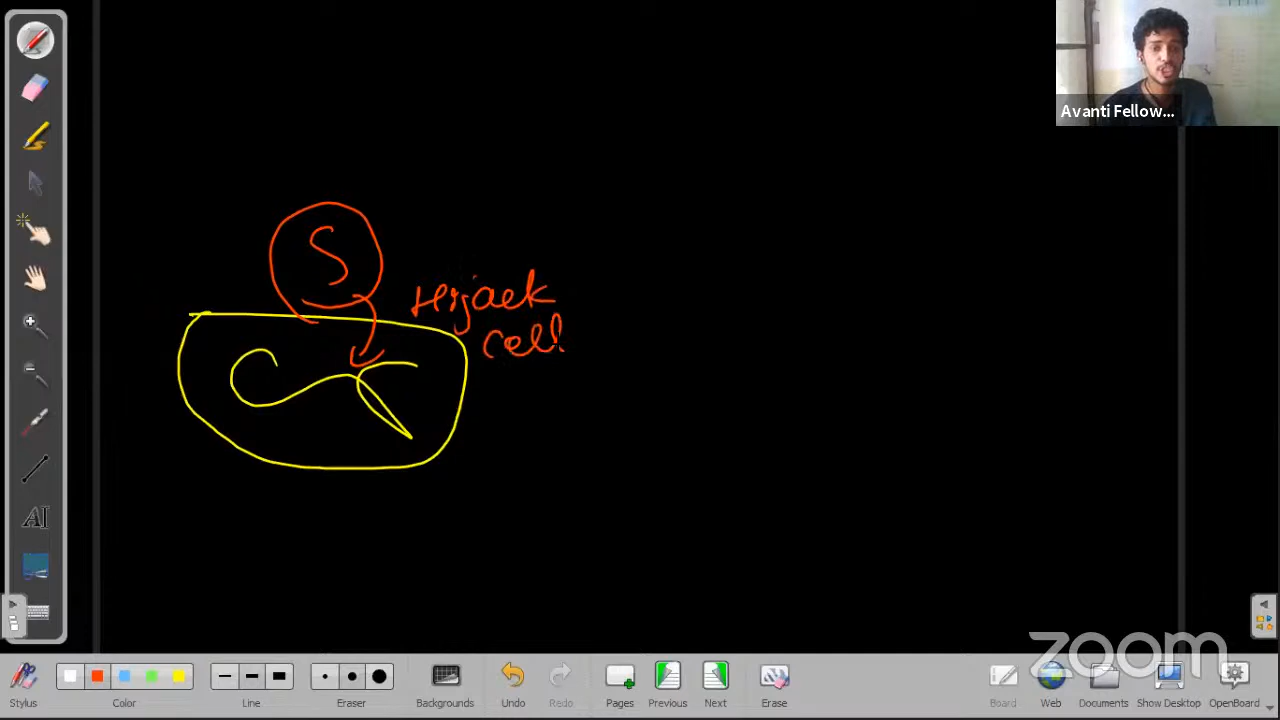 Avanti Fellow...
S
Hijack
cell
AI
zoom
Stylus
Color
Line
Eraser
Backgrounds
Undo
Redo
Pages
Previous
Next
Erase
Board
Web
Documents
Show Desktop
OpenBoard